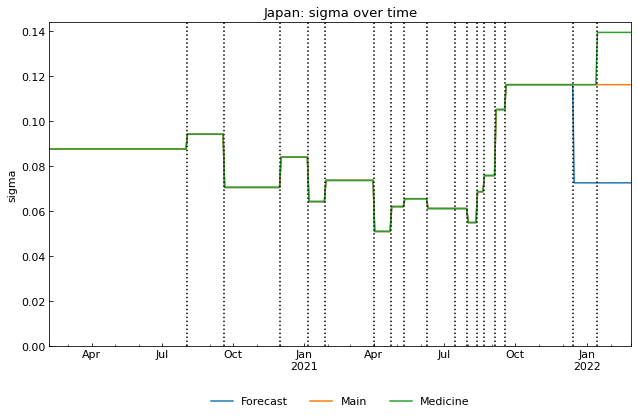 Japan: sigma over time
sigma
0.14
0.12
0.10
0.08
0.06
0.04
0.02
0.00
Apr Jul Oct Jan Apr Jul Oct Jan
2021 2022
Forecast Main Medicine